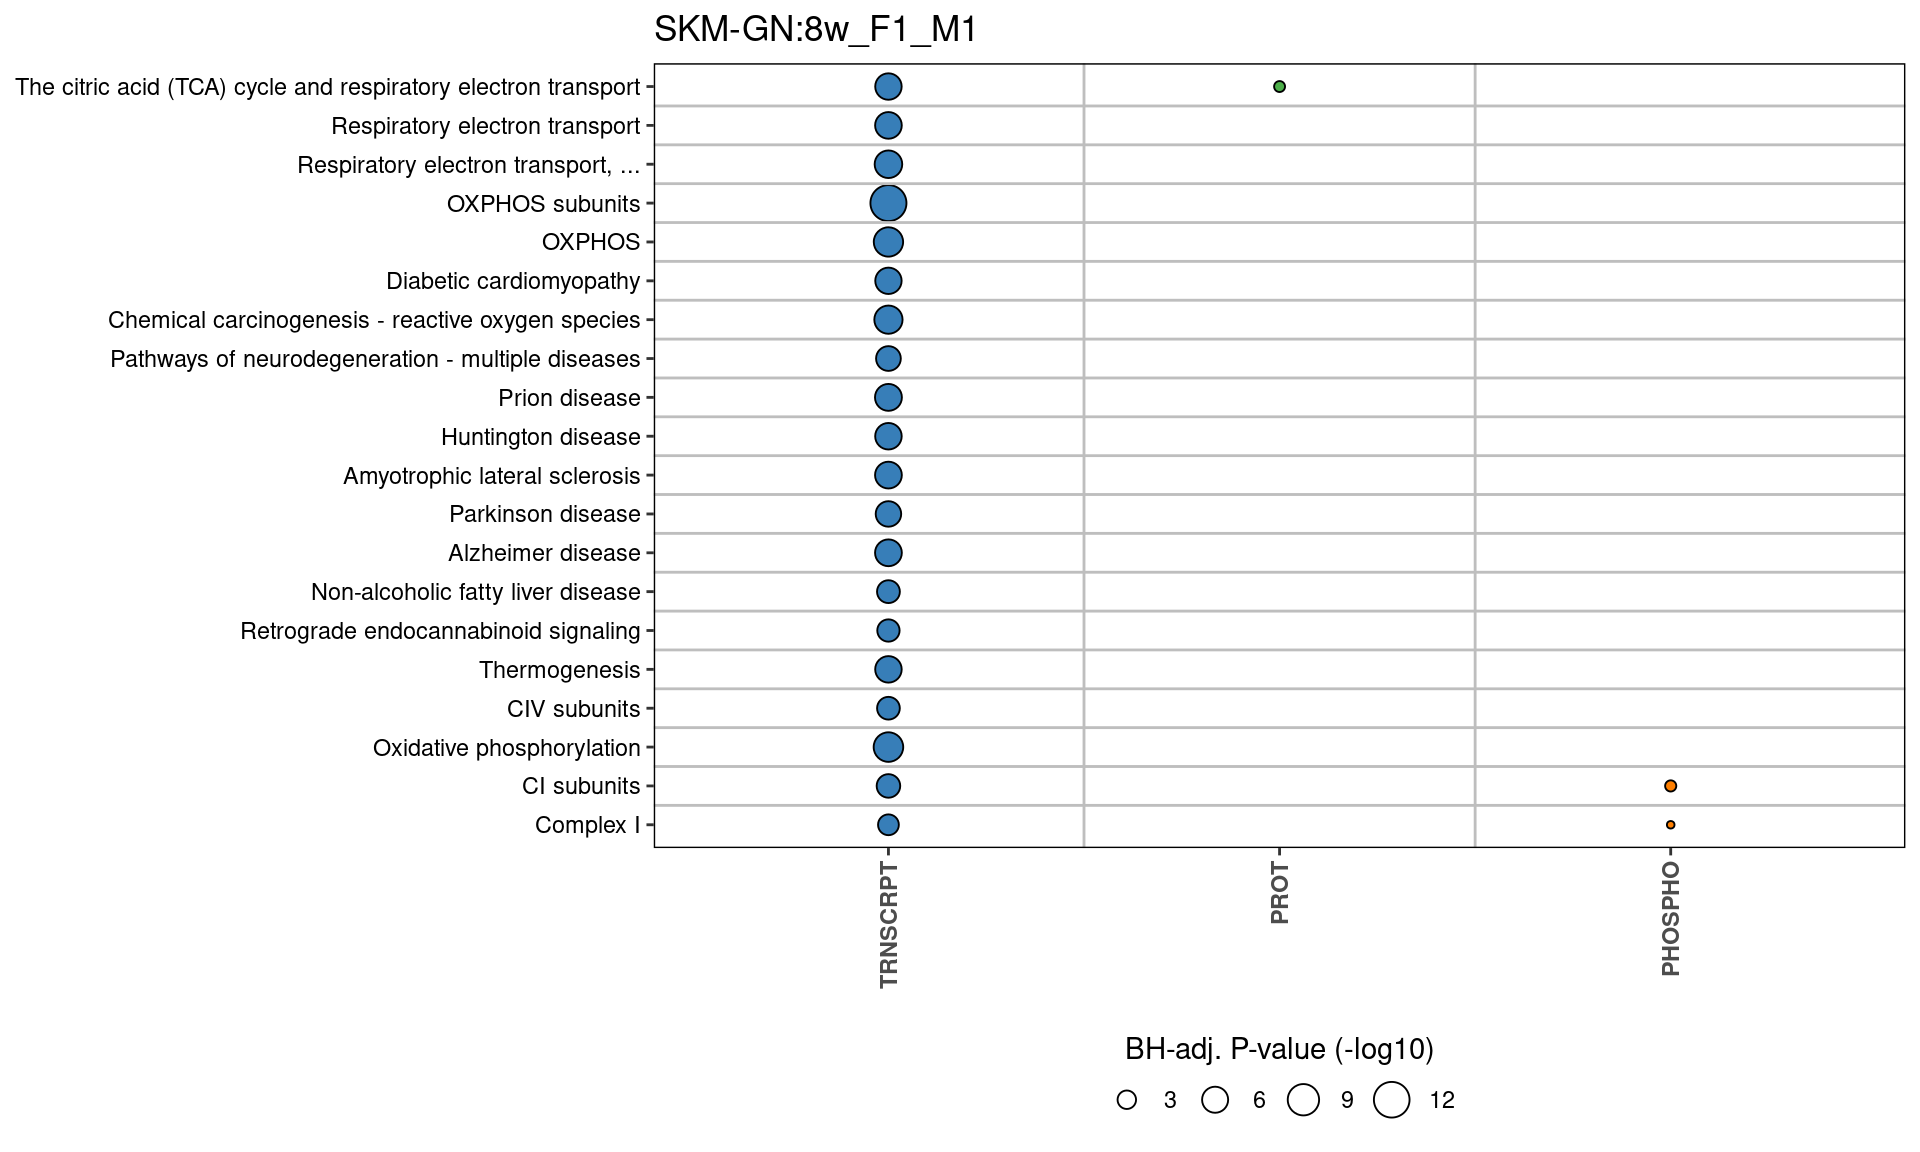 SKM-GN:8w_F1_M1
The citric acid (TCA) cycle and respiratory electron transport
Respiratory electron transport
Respiratory electron transport, ...
OXPHOS subunits
OXPHOS
Diabetic cardiomyopathy
Chemical carcinogenesis - reactive oxygen species
Pathways of neurodegeneration - multiple diseases
Prion disease
Huntington disease
Amyotrophic lateral sclerosis
Parkinson disease
Alzheimer disease
Non-alcoholic fatty liver disease
Retrograde endocannabinoid signaling
Thermogenesis
CIV subunits
Oxidative phosphorylation
CI subunits
Complex I
TRNSCRPT
PROT
PHOSPHO
BH-adj. P-value (-log10)
3 6 9 12